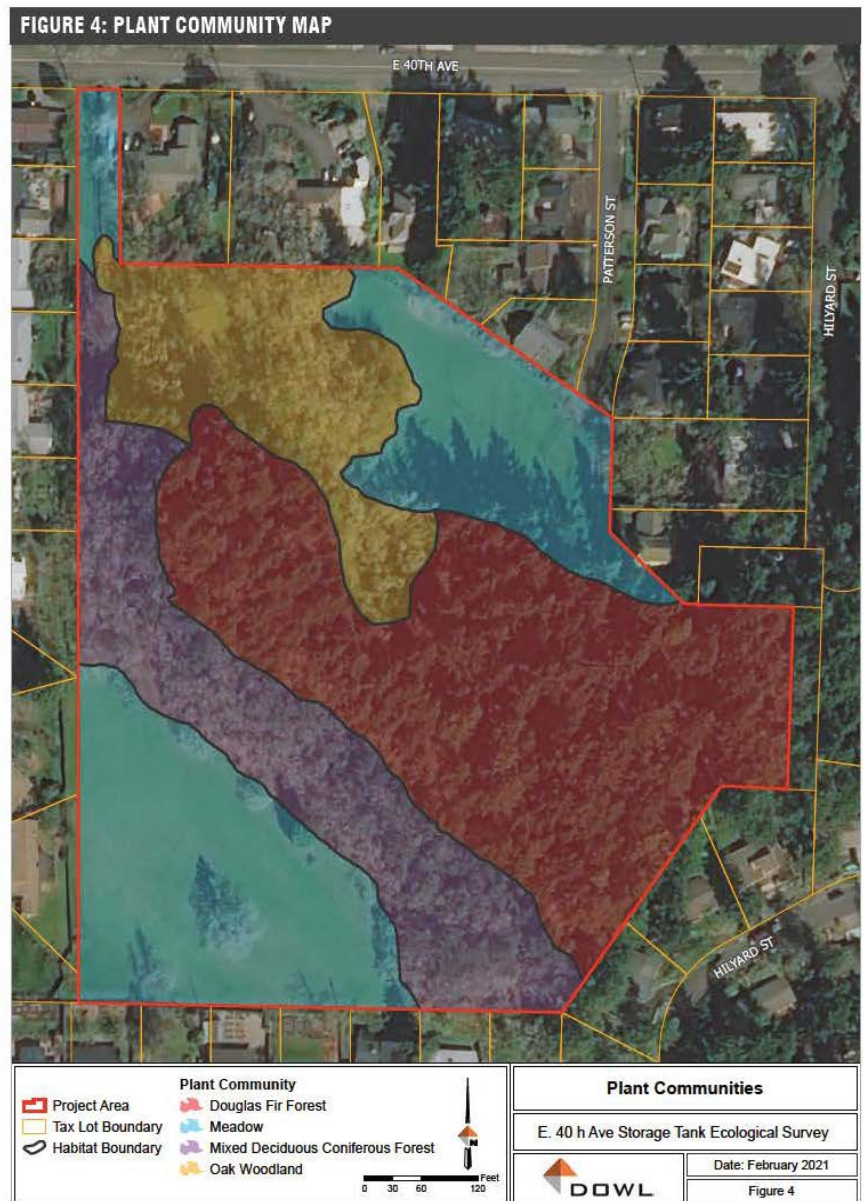 FIGURE 4: PLANT COMMUNITY MAP
E 40TH AVE
PATTERSON ST
HILYARD ST
HILYARD ST
Project Area
Tax Lot Boundary
Habitat Boundary
Plant Community
Douglas Fir Forest
Meadow
Mixed Deciduous Coniferous Forest
Oak Woodland
N
Feet
0 30 60 120
Plant Communities
E. 40 h Ave Storage Tank Ecological Survey
DOWL
Date: February 2021
Figure 4